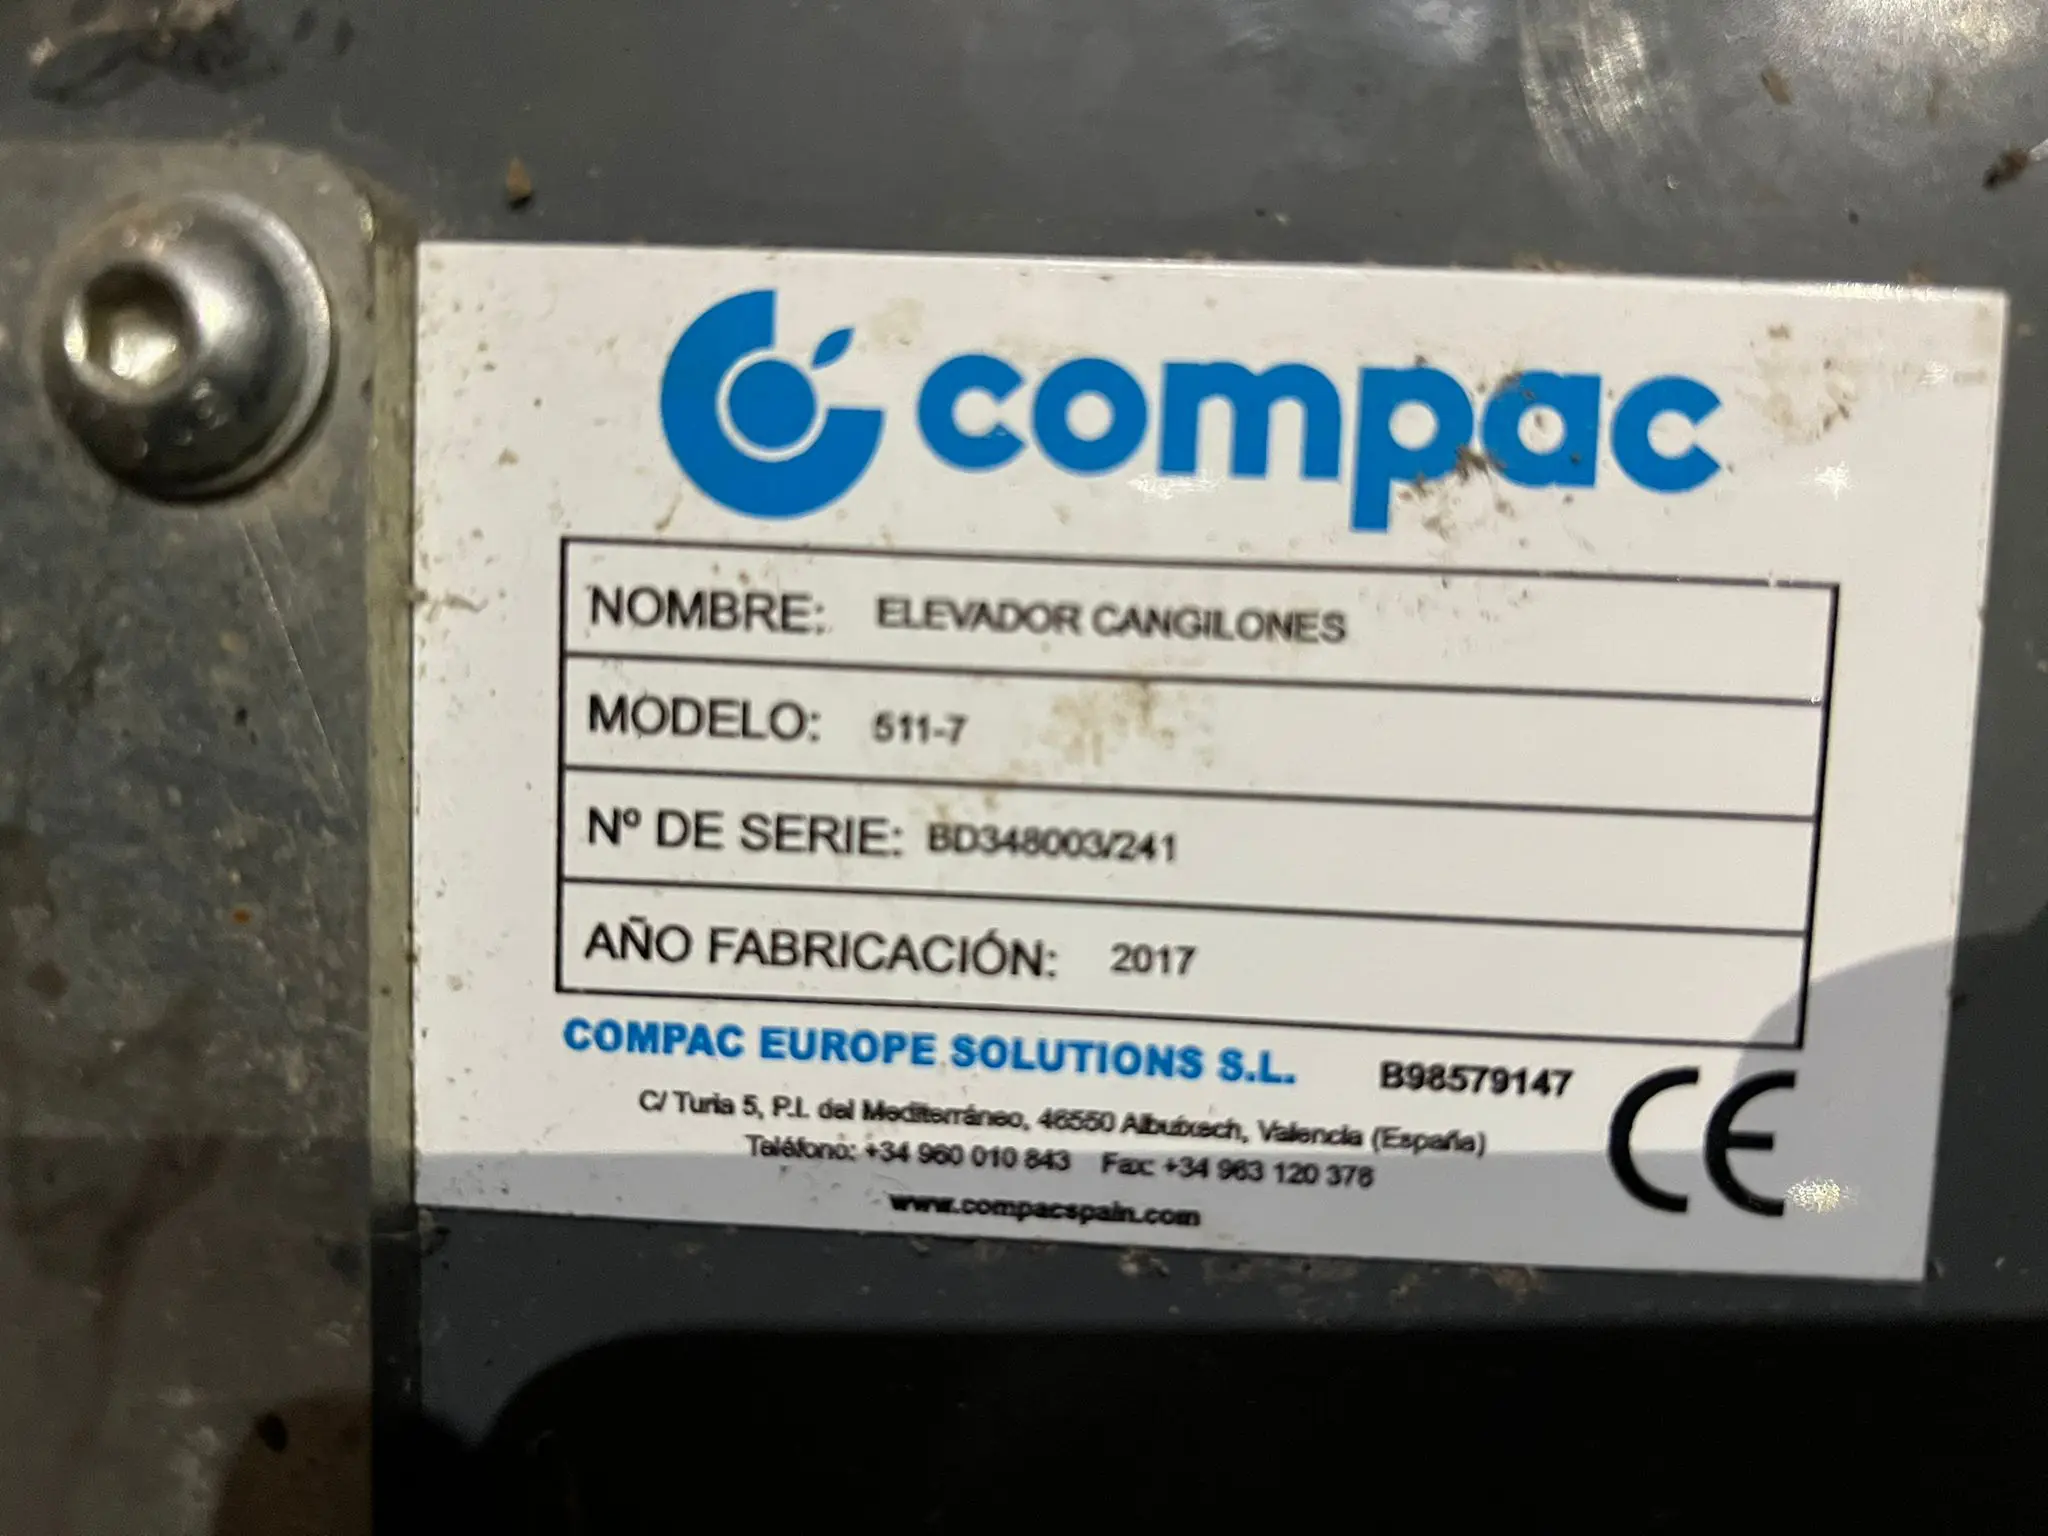 compac
NOMBRE: ELEVADOR CANGILONES
MODELO: 511-7
Nº DE SERIE: BD348003/241
AÑO FABRICACIÓN: 2017
COMPAC EUROPE SOLUTIONS S.L. B98579147
C/ Turia 5, P.I. del Mediterráneo, 46550 Albuixech, Valencia (España)
Teléfono: +34 960 010 843 Fax: +34 963 120 376
www.compacspain.com
CE